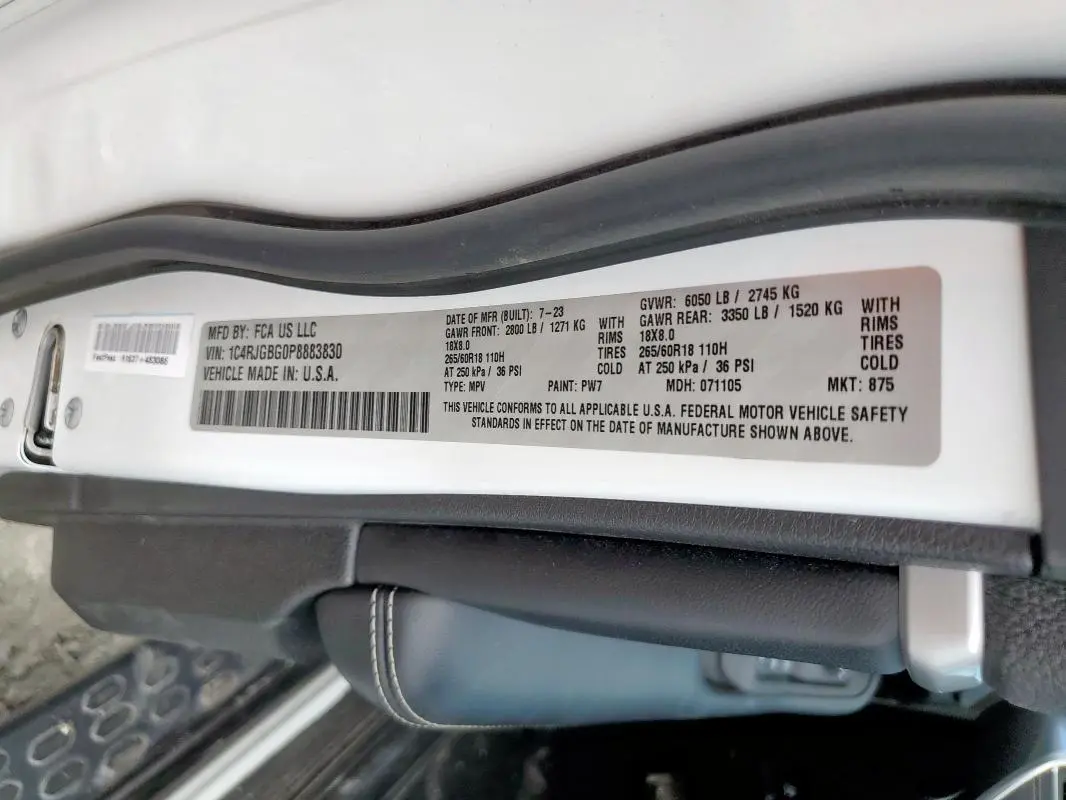 MFD BY: FCA US LLC
VIN: 1C4RJGBG0P8883830
VEHICLE MADE IN: U.S.A.
DATE OF MFR (BUILT): 7-23
GAWR FRONT: 2800 LB / 1271 KG
18X8.0
265/60R18 110H
AT 250 kPa / 36 PSI
WITH
RIMS
TIRES
COLD
GVWR: 6050 LB / 2745 KG
GAWR REAR: 3350 LB / 1520 KG
18X8.0
265/60R18 110H
AT 250 kPa / 36 PSI
WITH
RIMS
TIRES
COLD
TYPE: MPV PAINT: PW7 MDH: 071105 MKT: 875
THIS VEHICLE CONFORMS TO ALL APPLICABLE U.S.A. FEDERAL MOTOR VEHICLE SAFETY
STANDARDS IN EFFECT ON THE DATE OF MANUFACTURE SHOWN ABOVE.